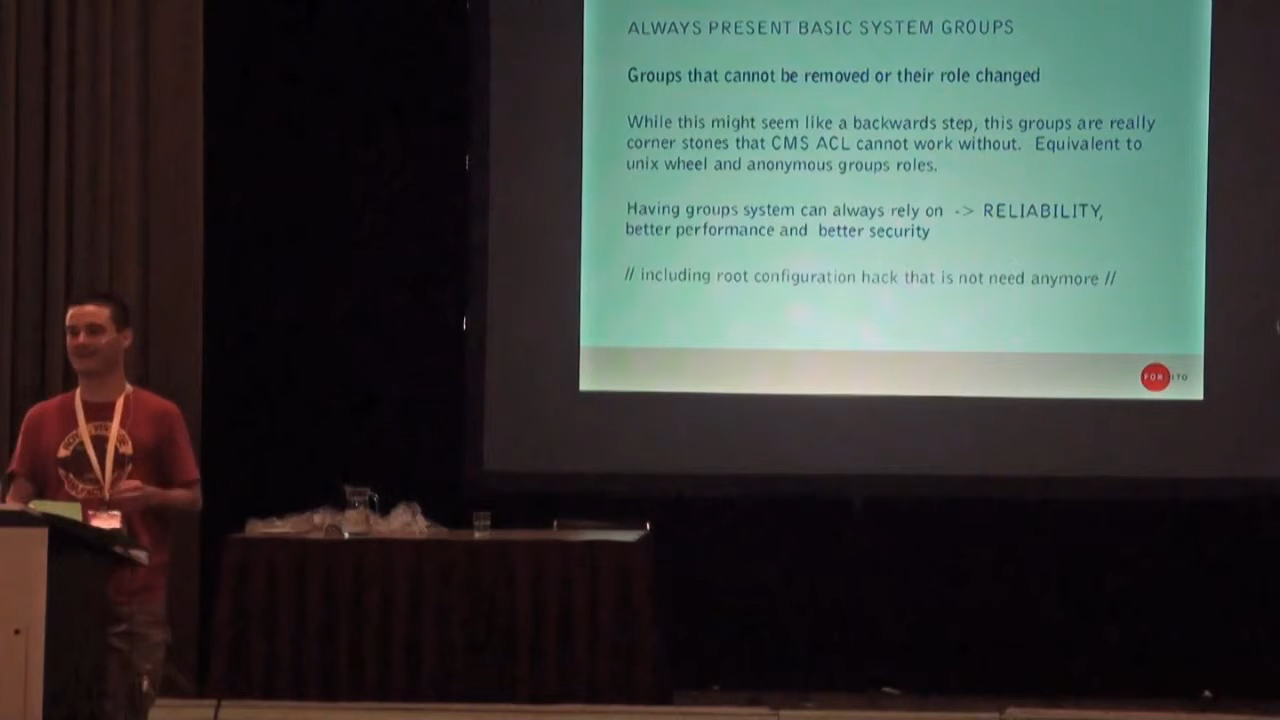 ALWAYS PRESENT BASIC SYSTEM GROUPS
Groups that cannot be removed or their role changed
While this might seem like a backwards step, this groups are really
corner stones that CMS ACL cannot work without. Equivalent to
unix wheel and anonymous groups roles.
Having groups system can always rely on -> RELIABILITY,
better performance and better security
// including root configuration hack that is not need anymore //
FOR ITO